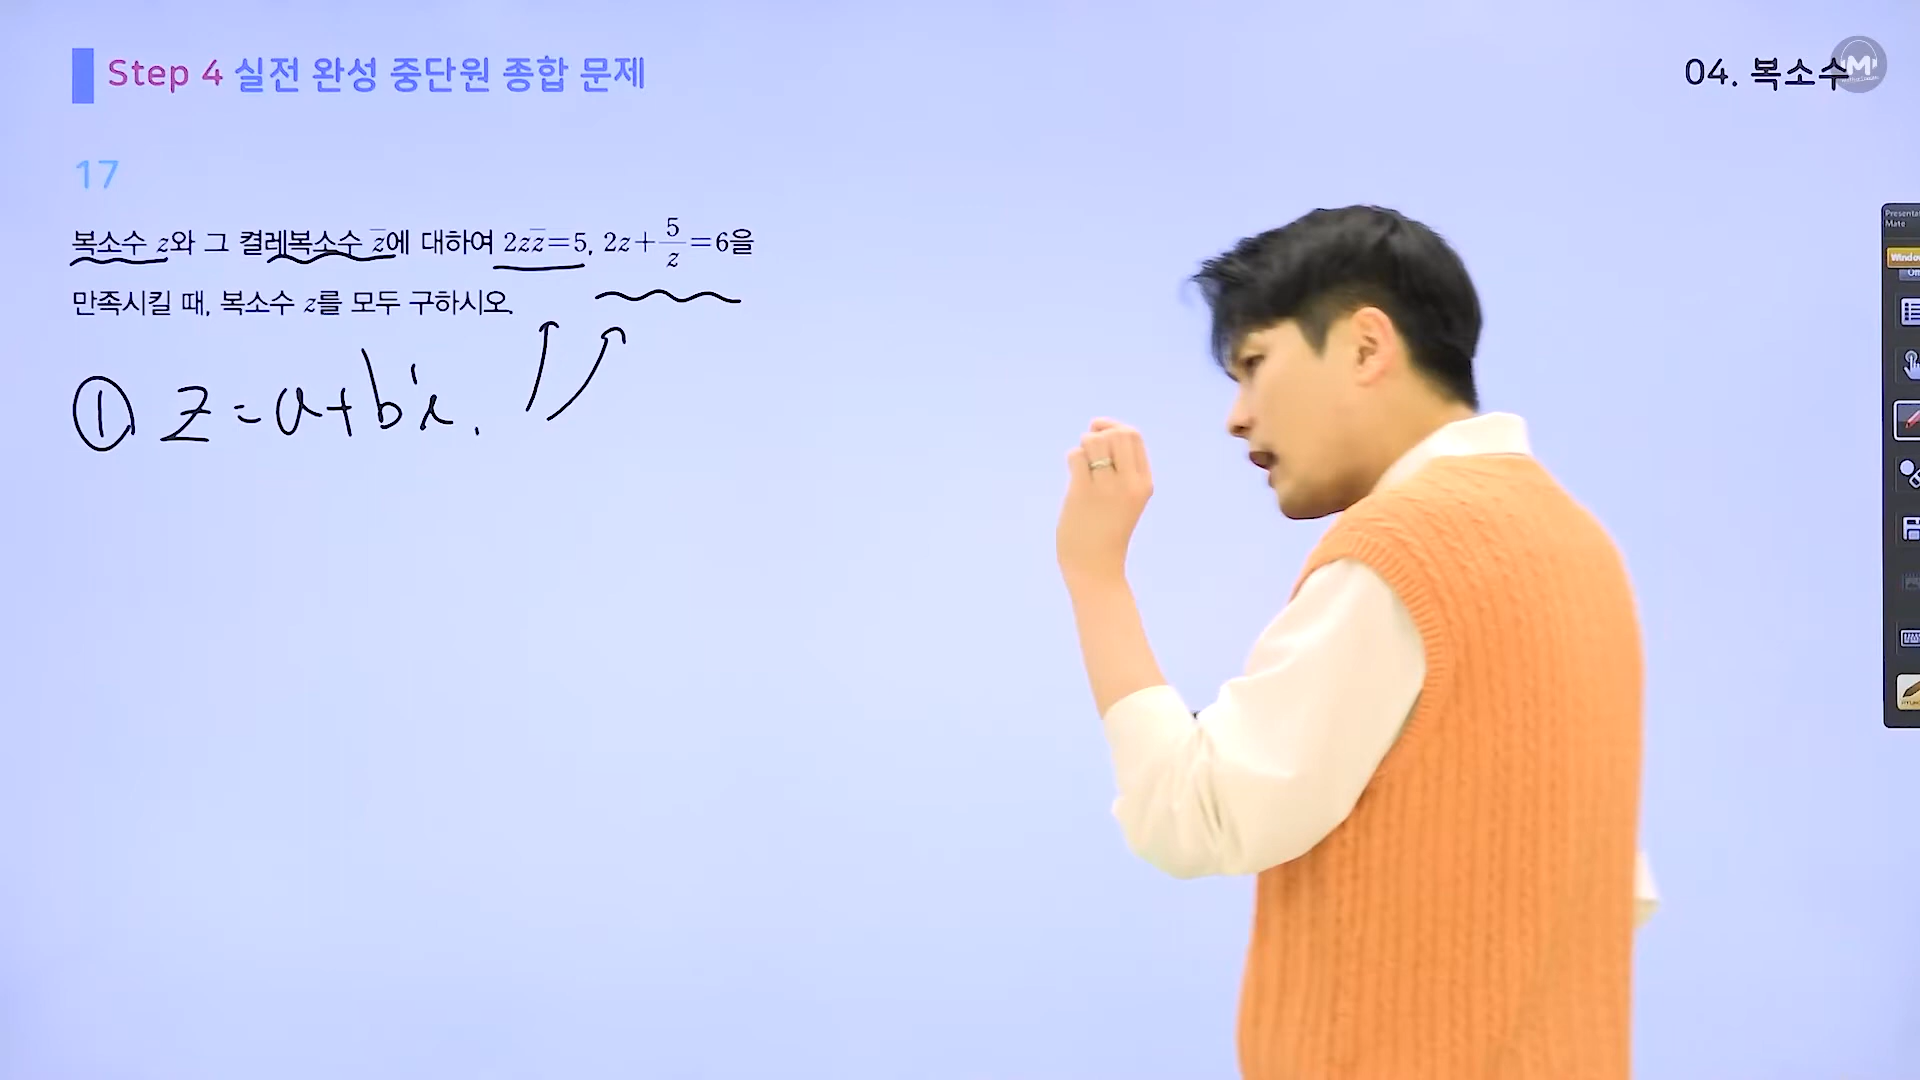 Step 4 실전 완성 중단원 종합 문제
04. 복소수
17
복소수 z와 그 켤레복소수 z̄에 대하여 2zz̄=5, 2z+5/z=6을
만족시킬 때, 복소수 z를 모두 구하시오.
① z = a+bi.
Presentat
Mate
Window